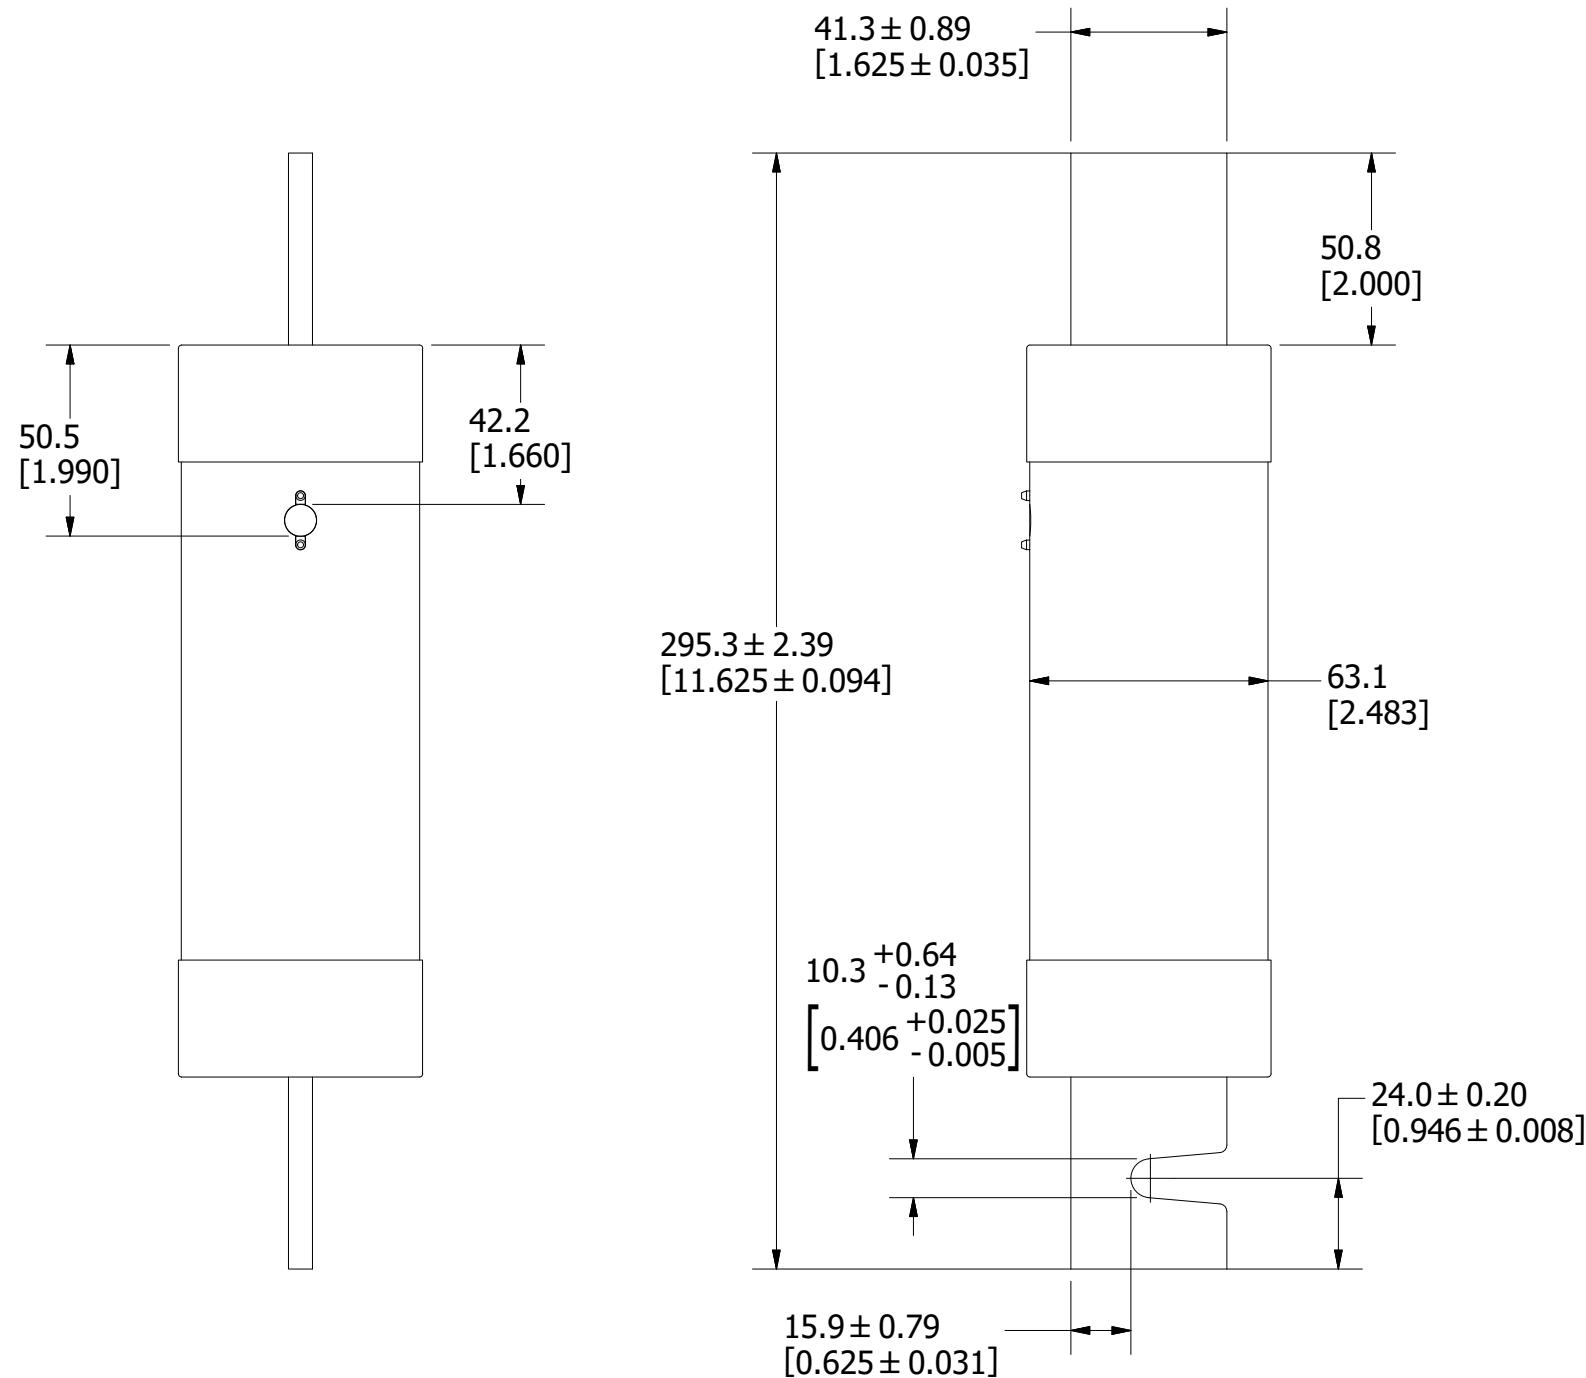 41.3 ± 0.89
[1.625 ± 0.035]
50.8
[2.000]
50.5
[1.990]
42.2
[1.660]
295.3 ± 2.39
[11.625 ± 0.094]
63.1
[2.483]
10.3 +0.64
- 0.13
[0.406 +0.025
- 0.005]
24.0 ± 0.20
[0.946 ± 0.008]
15.9 ± 0.79
[0.625 ± 0.031]